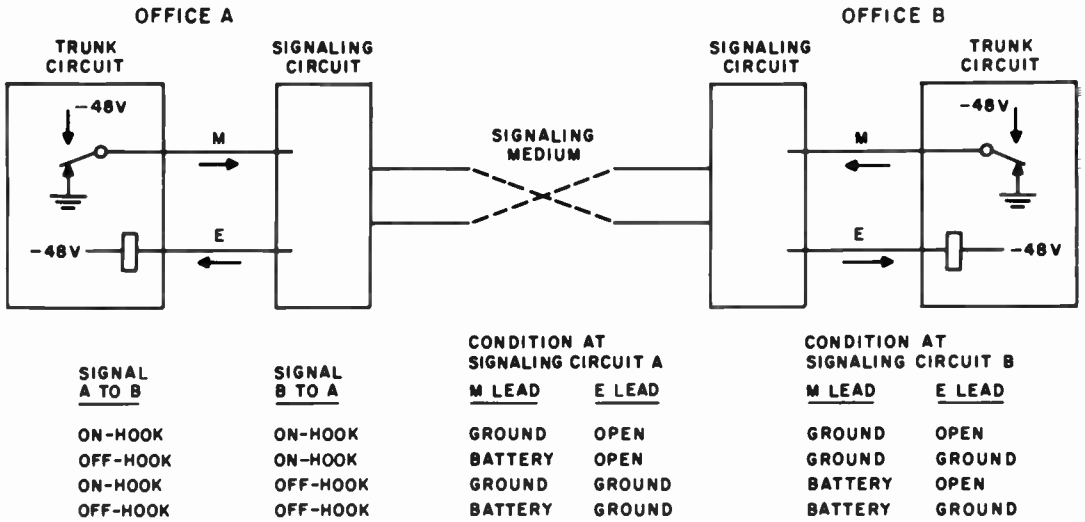 OFFICE A OFFICE B
TRUNK CIRCUIT SIGNALING CIRCUIT SIGNALING CIRCUIT TRUNK CIRCUIT
-48V -48V
M SIGNALING MEDIUM M
-48V E E -48V
CONDITION AT SIGNALING CIRCUIT A CONDITION AT SIGNALING CIRCUIT B
SIGNAL A TO B SIGNAL B TO A M LEAD E LEAD M LEAD E LEAD
ON-HOOK ON-HOOK GROUND OPEN GROUND OPEN
OFF-HOOK ON-HOOK BATTERY OPEN GROUND GROUND
ON-HOOK OFF-HOOK GROUND GROUND BATTERY OPEN
OFF-HOOK OFF-HOOK BATTERY GROUND BATTERY GROUND